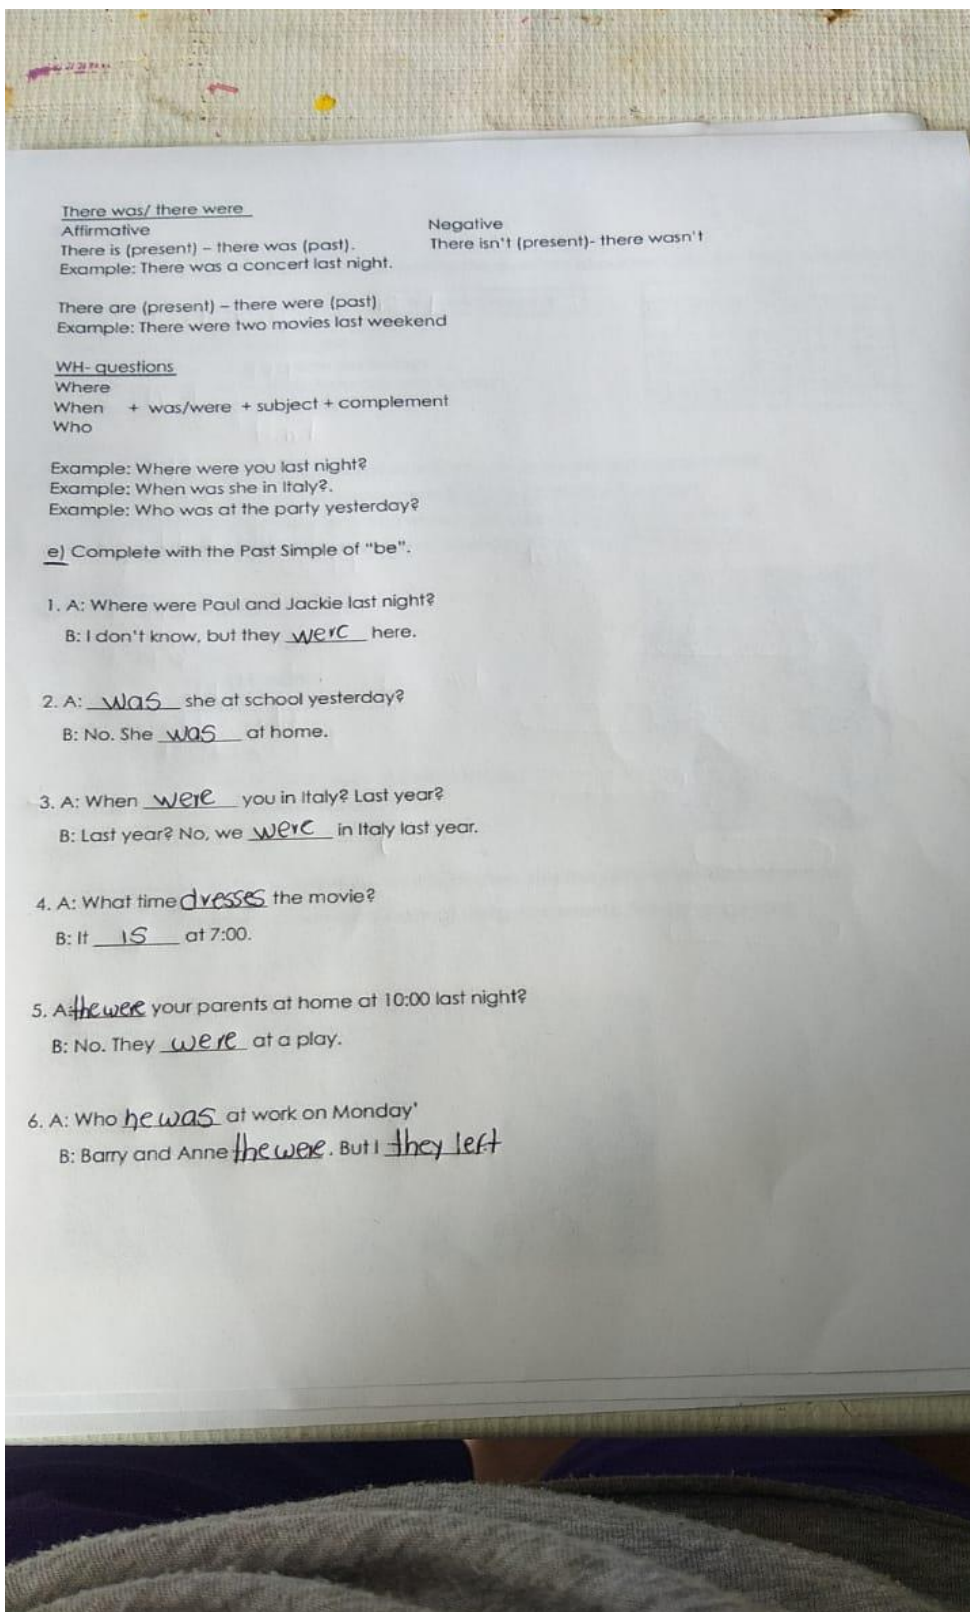 There was/ there were
Affirmative
Negative
There is (present) – there was (past).
There isn't (present)- there wasn't
Example: There was a concert last night.
There are (present) – there were (past)
Example: There were two movies last weekend
WH- questions
Where
When + was/were + subject + complement
Who
Example: Where were you last night?
Example: When was she in Italy?.
Example: Who was at the party yesterday?
e) Complete with the Past Simple of "be".
1. A: Where were Paul and Jackie last night?
B: I don't know, but they were here.
2. A: was she at school yesterday?
B: No. She was at home.
3. A: When were you in Italy? Last year?
B: Last year? No, we were in Italy last year.
4. A: What time dresses the movie?
B: It is at 7:00.
5. A: the were your parents at home at 10:00 last night?
B: No. They were at a play.
6. A: Who he was at work on Monday'
B: Barry and Anne the were. But I they left